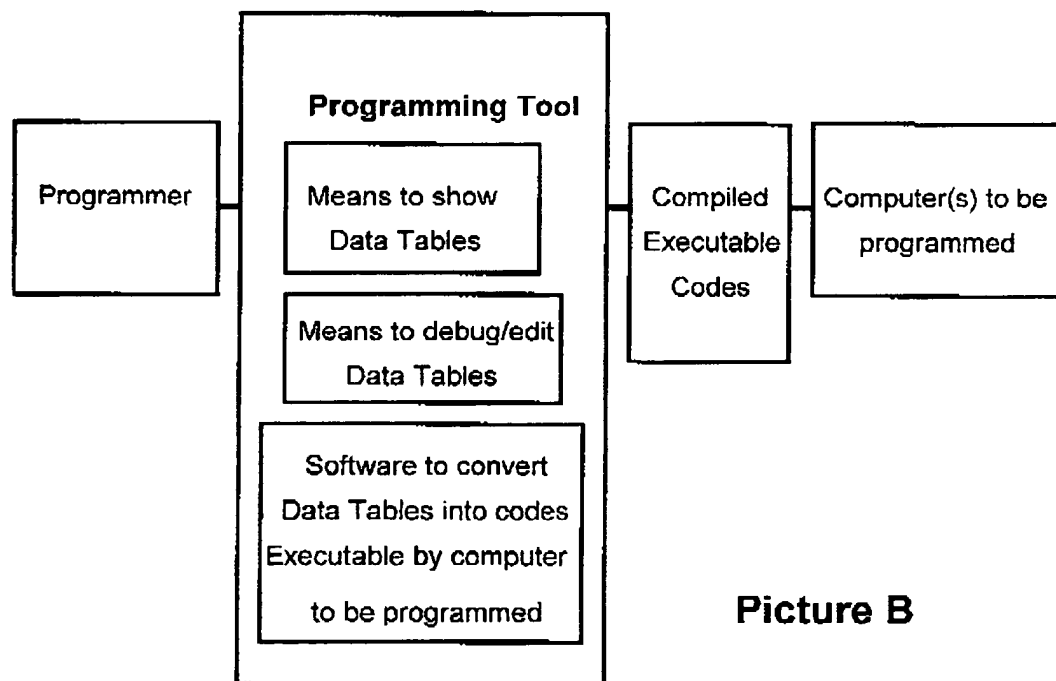 Programming Tool
Programmer
Means to show
Data Tables
Means to debug/edit
Data Tables
Software to convert
Data Tables into codes
Executable by computer
to be programmed
Compiled
Executable
Codes
Computer(s) to be
programmed
Picture B